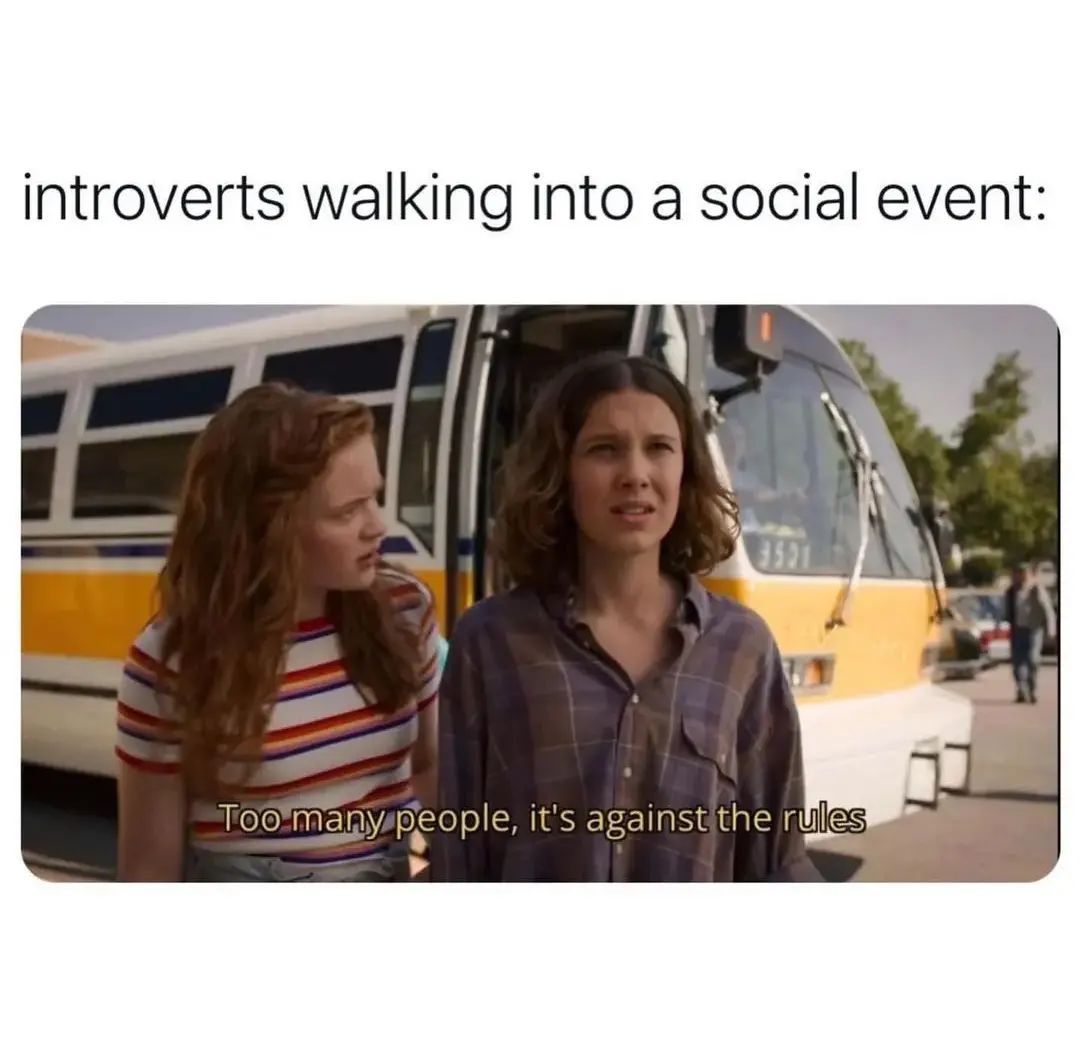 introverts walking into a social event:
Too many people, it's against the rules